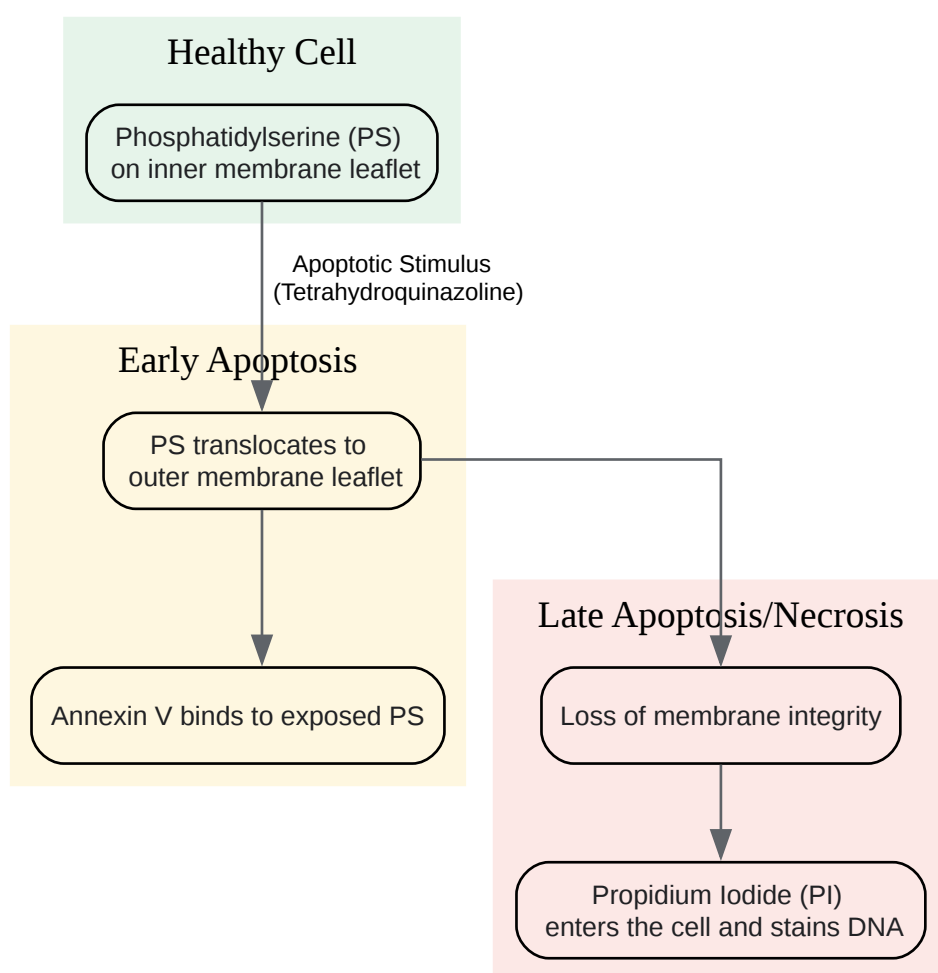 Healthy Cell
Phosphatidylserine (PS)
on inner membrane leaflet
Apoptotic Stimulus
(Tetrahydroquinazoline)
Early Apoptosis
PS translocates to
outer membrane leaflet
Late Apoptosis/Necrosis
Annexin V binds to exposed PS
Loss of membrane integrity
Propidium Iodide (PI)
enters the cell and stains DNA